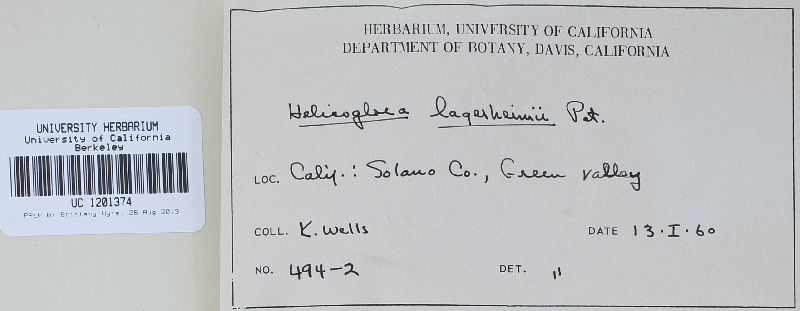 HERBARIUM, UNIVERSITY OF CALIFORNIA
DEPARTMENT OF BOTANY, DAVIS, CALIFORNIA
Helicogloea lagerheimii Pat.
LOC. Calif.: Solano Co., Green valley
COLL. K. Wells DATE 13·I·60
NO. 494-2 DET. "
UNIVERSITY HERBARIUM
University of California
Berkeley
UC 1201374
PREP BY Brittany Dyre, 26 Aug 2013